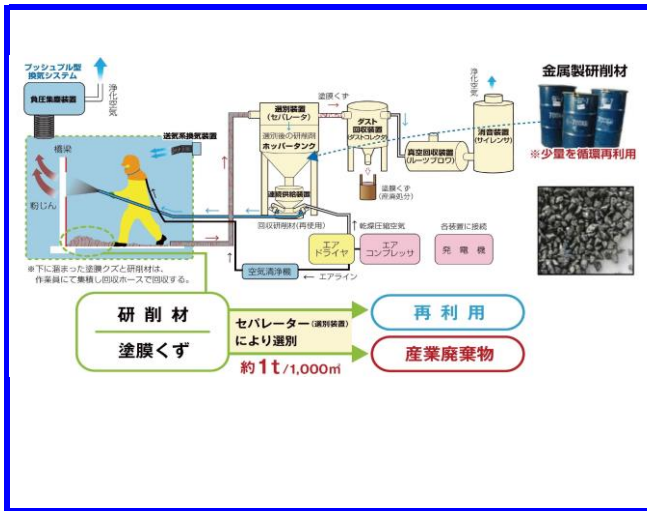 プッシュプル型
換気システム
負圧集塵装置
浄化空気
送気系換気装置
橋梁
粉じん
※下に溜まった塗膜クズと研削材は、
作業員にて集積し回収ホースで回収する。
選別装置
(セパレータ)
選別後の研削剤
ホッパータンク
連続供給装置
回収研削材(再使用)
塗膜くず
ダスト
回収装置
(ダストコレクタ)
塗膜くず
(産廃処分)
真空回収装置
(ルーツブロワ)
浄化空気
消音装置
(サイレンサ)
金属製研削材
※少量を循環再利用
乾燥圧縮空気
エア
ドライヤ
エア
コンプレッサ
各装置に接続
発電機
空気清浄機
エアライン
研削材
塗膜くず
セパレーター(選別装置)
により選別
約1t/1,000㎡
再利用
産業廃棄物